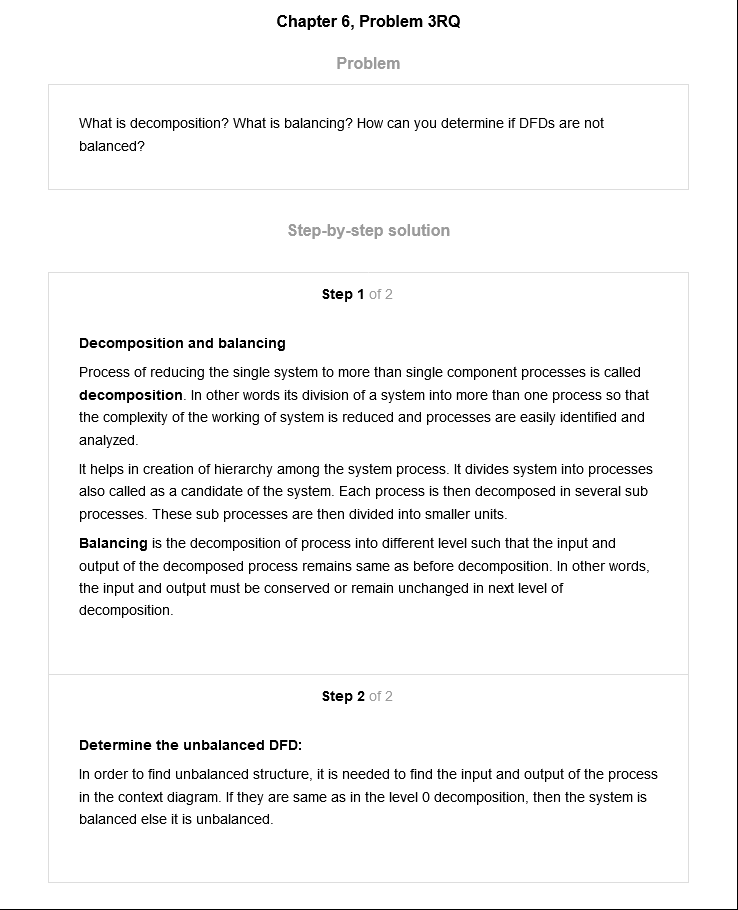 Chapter 6, Problem 3RQ
Problem
What is decomposition? What is balancing? How can you determine if DFDs are not
balanced?
Step-by-step solution
Step 1 of 2
Decomposition and balancing
Process of reducing the single system to more than single component processes is called
decomposition. In other words its division of a system into more than one process so that
the complexity of the working of system is reduced and processes are easily identified and
analyzed.
It helps in creation of hierarchy among the system process. It divides system into processes
also called as a candidate of the system. Each process is then decomposed in several sub
processes. These sub processes are then divided into smaller units.
Balancing is the decomposition of process into different level such that the input and
output of the decomposed process remains same as before decomposition. In other words,
the input and output must be conserved or remain unchanged in next level of
decomposition.
Step 2 of 2
Determine the unbalanced DFD:
In order to find unbalanced structure, it is needed to find the input and output of the process
in the context diagram. If they are same as in the level 0 decomposition, then the system is
balanced else it is unbalanced.